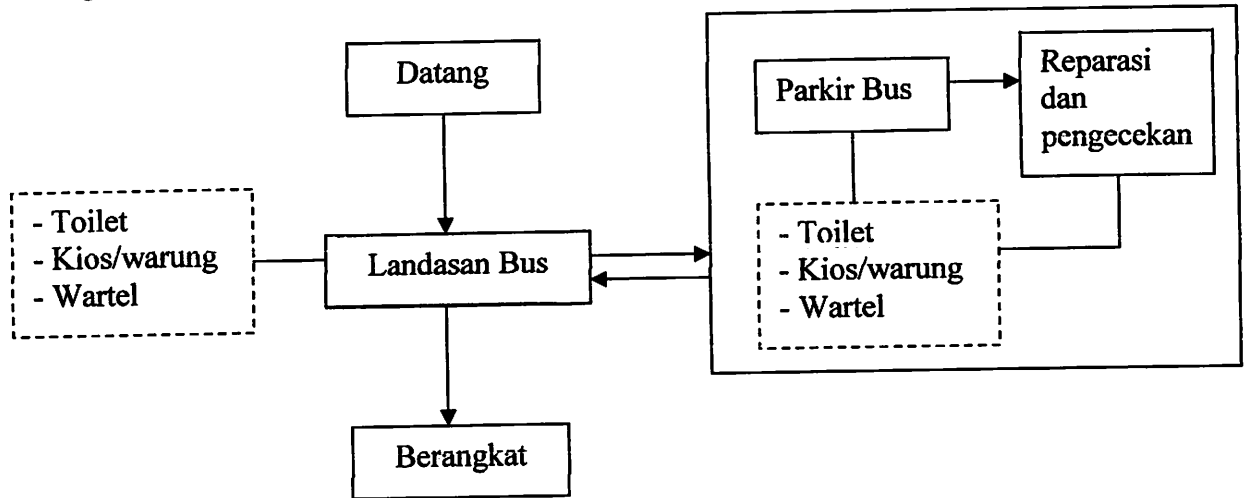 Datang
Parkir Bus
Reparasi
dan
pengecekan
- Toilet
- Kios/warung
- Wartel
Landasan Bus
- Toilet
- Kios/warung
- Wartel
Berangkat